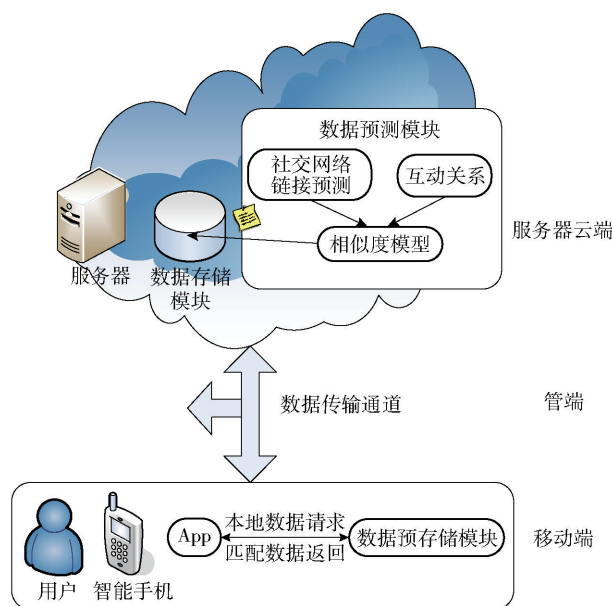 数据预测模块
社交网络
链接预测
互动关系
相似度模型
服务器
数据存储
模块
服务器云端
数据传输通道
管端
App
本地数据请求
匹配数据返回
数据预存储模块
用户
智能手机
移动端